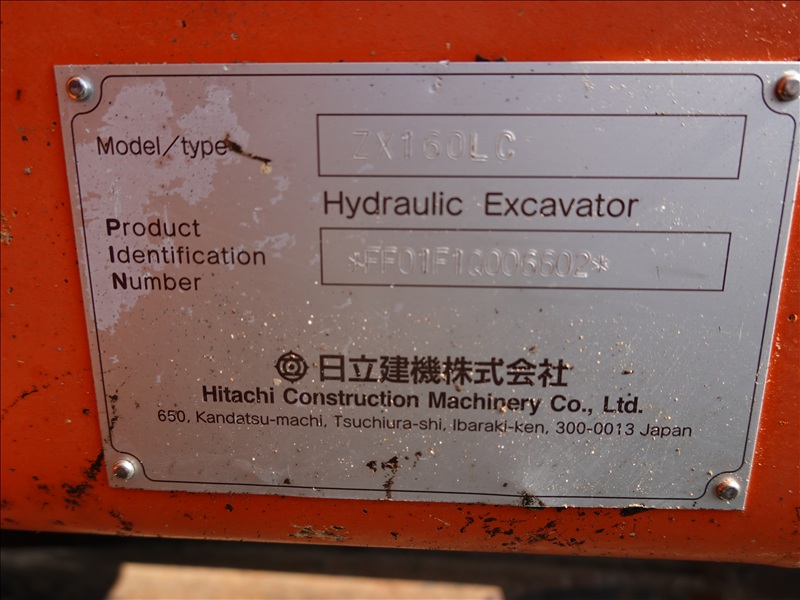 Model/type ZX160LC
Hydraulic Excavator
Product
Identification
Number
*FF01F1Q006602*
日立建機株式会社
Hitachi Construction Machinery Co., Ltd.
650, Kandatsu-machi, Tsuchiura-shi, Ibaraki-ken, 300-0013 Japan